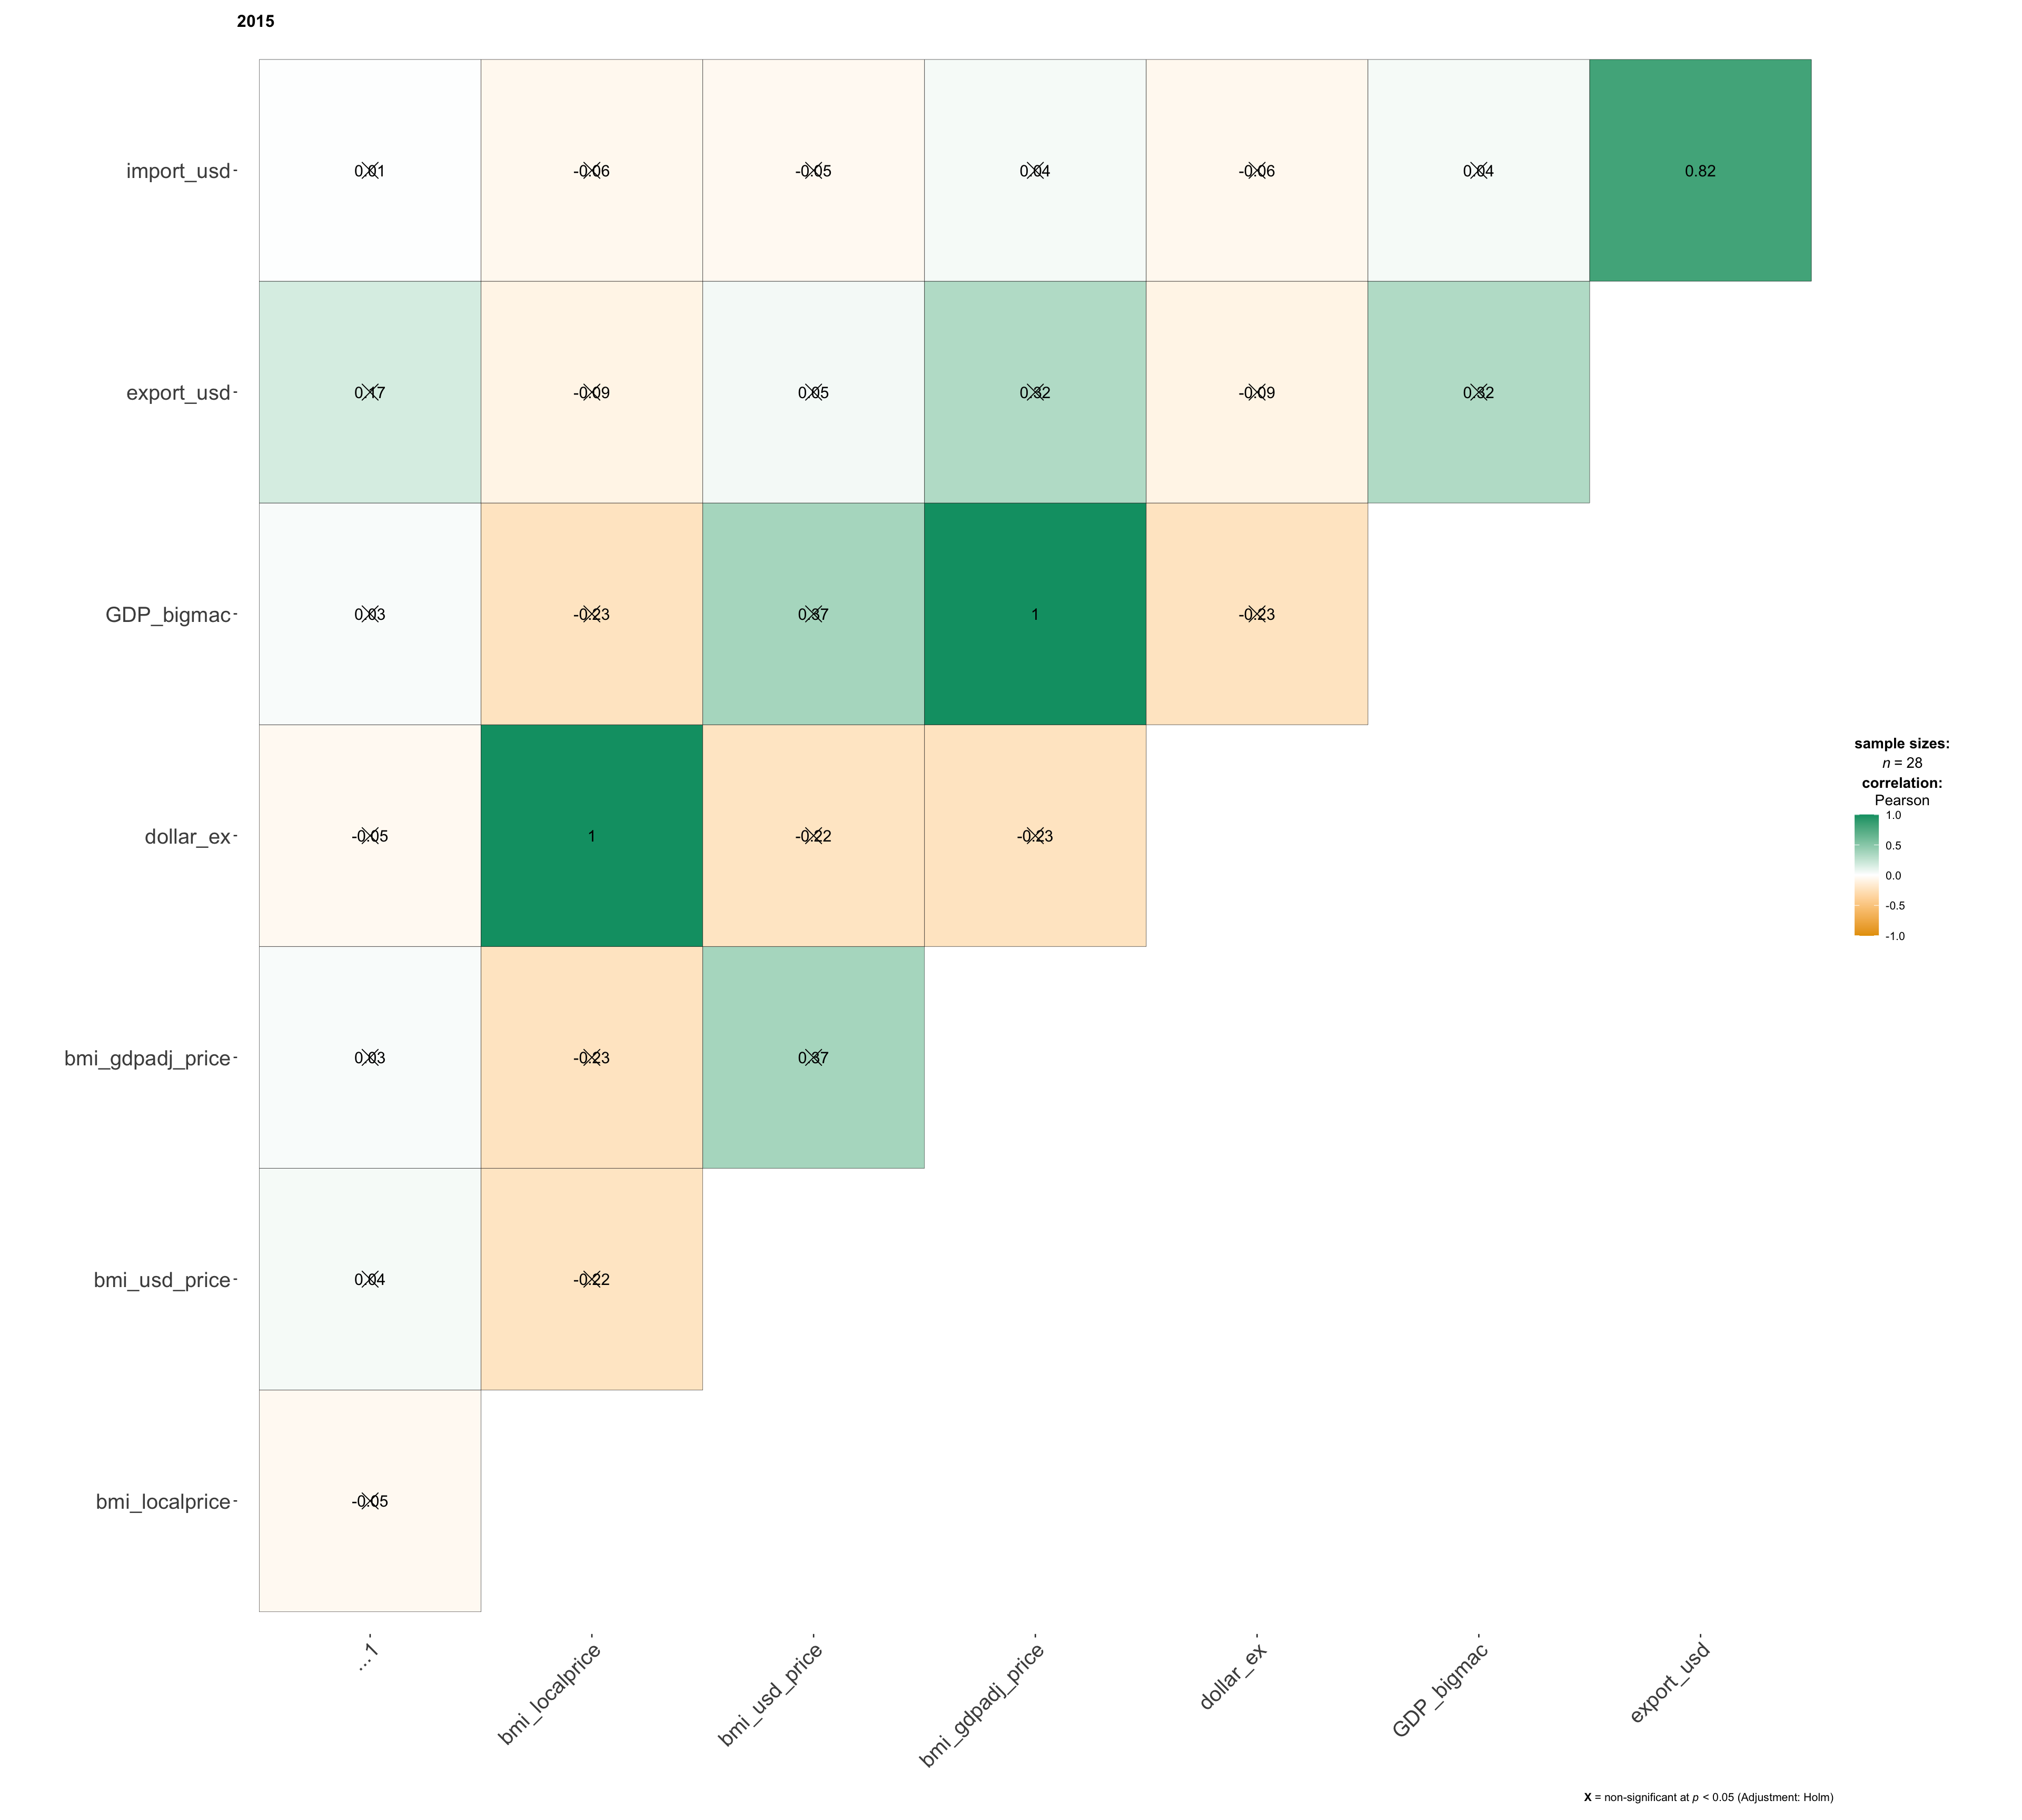 2015
import_usd
0.01 -0.06 -0.05 0.04 -0.06 0.04 0.82
export_usd
0.17 -0.09 0.05 0.32 -0.09 0.32
GDP_bigmac
0.03 -0.23 0.37 1 -0.23
dollar_ex
-0.05 1 -0.22 -0.23
bmi_gdpadj_price
0.03 -0.23 0.37
bmi_usd_price
0.04 -0.22
bmi_localprice
-0.05
...1
bmi_localprice
bmi_usd_price
bmi_gdpadj_price
dollar_ex
GDP_bigmac
export_usd
sample sizes:
n = 28
correlation:
Pearson
1.0
0.5
0.0
-0.5
-1.0
X = non-significant at p < 0.05 (Adjustment: Holm)